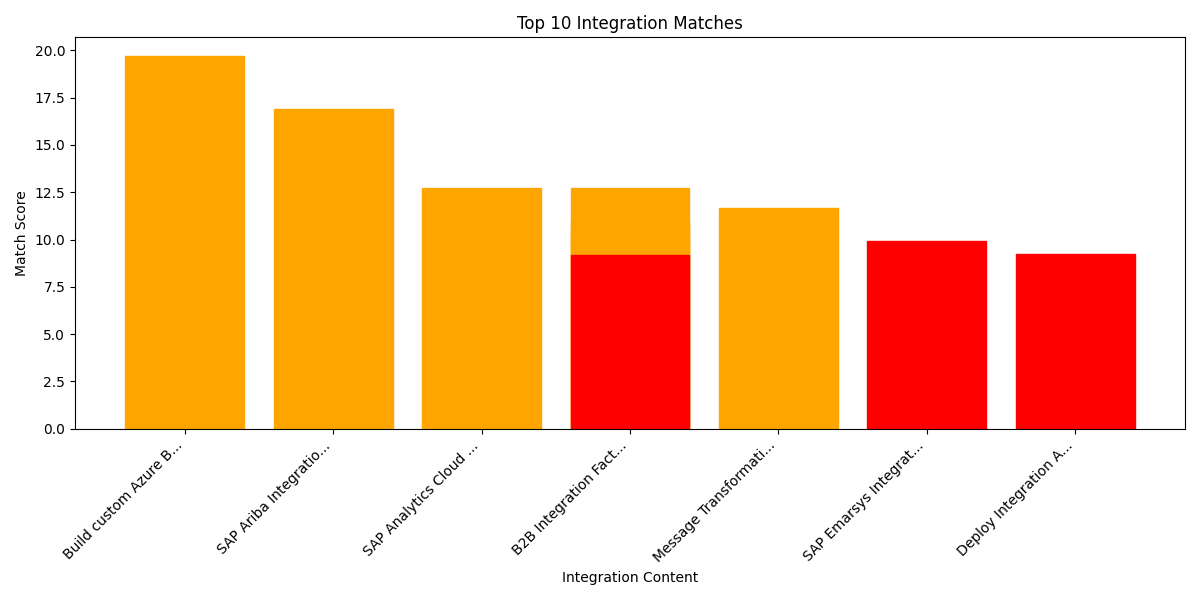 Top 10 Integration Matches
Match Score
20.0
17.5
15.0
12.5
10.0
7.5
5.0
2.5
0.0
Build custom Azure B...
SAP Ariba Integratio...
SAP Analytics Cloud ...
B2B Integration Fact...
Message Transformati...
SAP Emarsys Integrat...
Deploy Integration A...
Integration Content